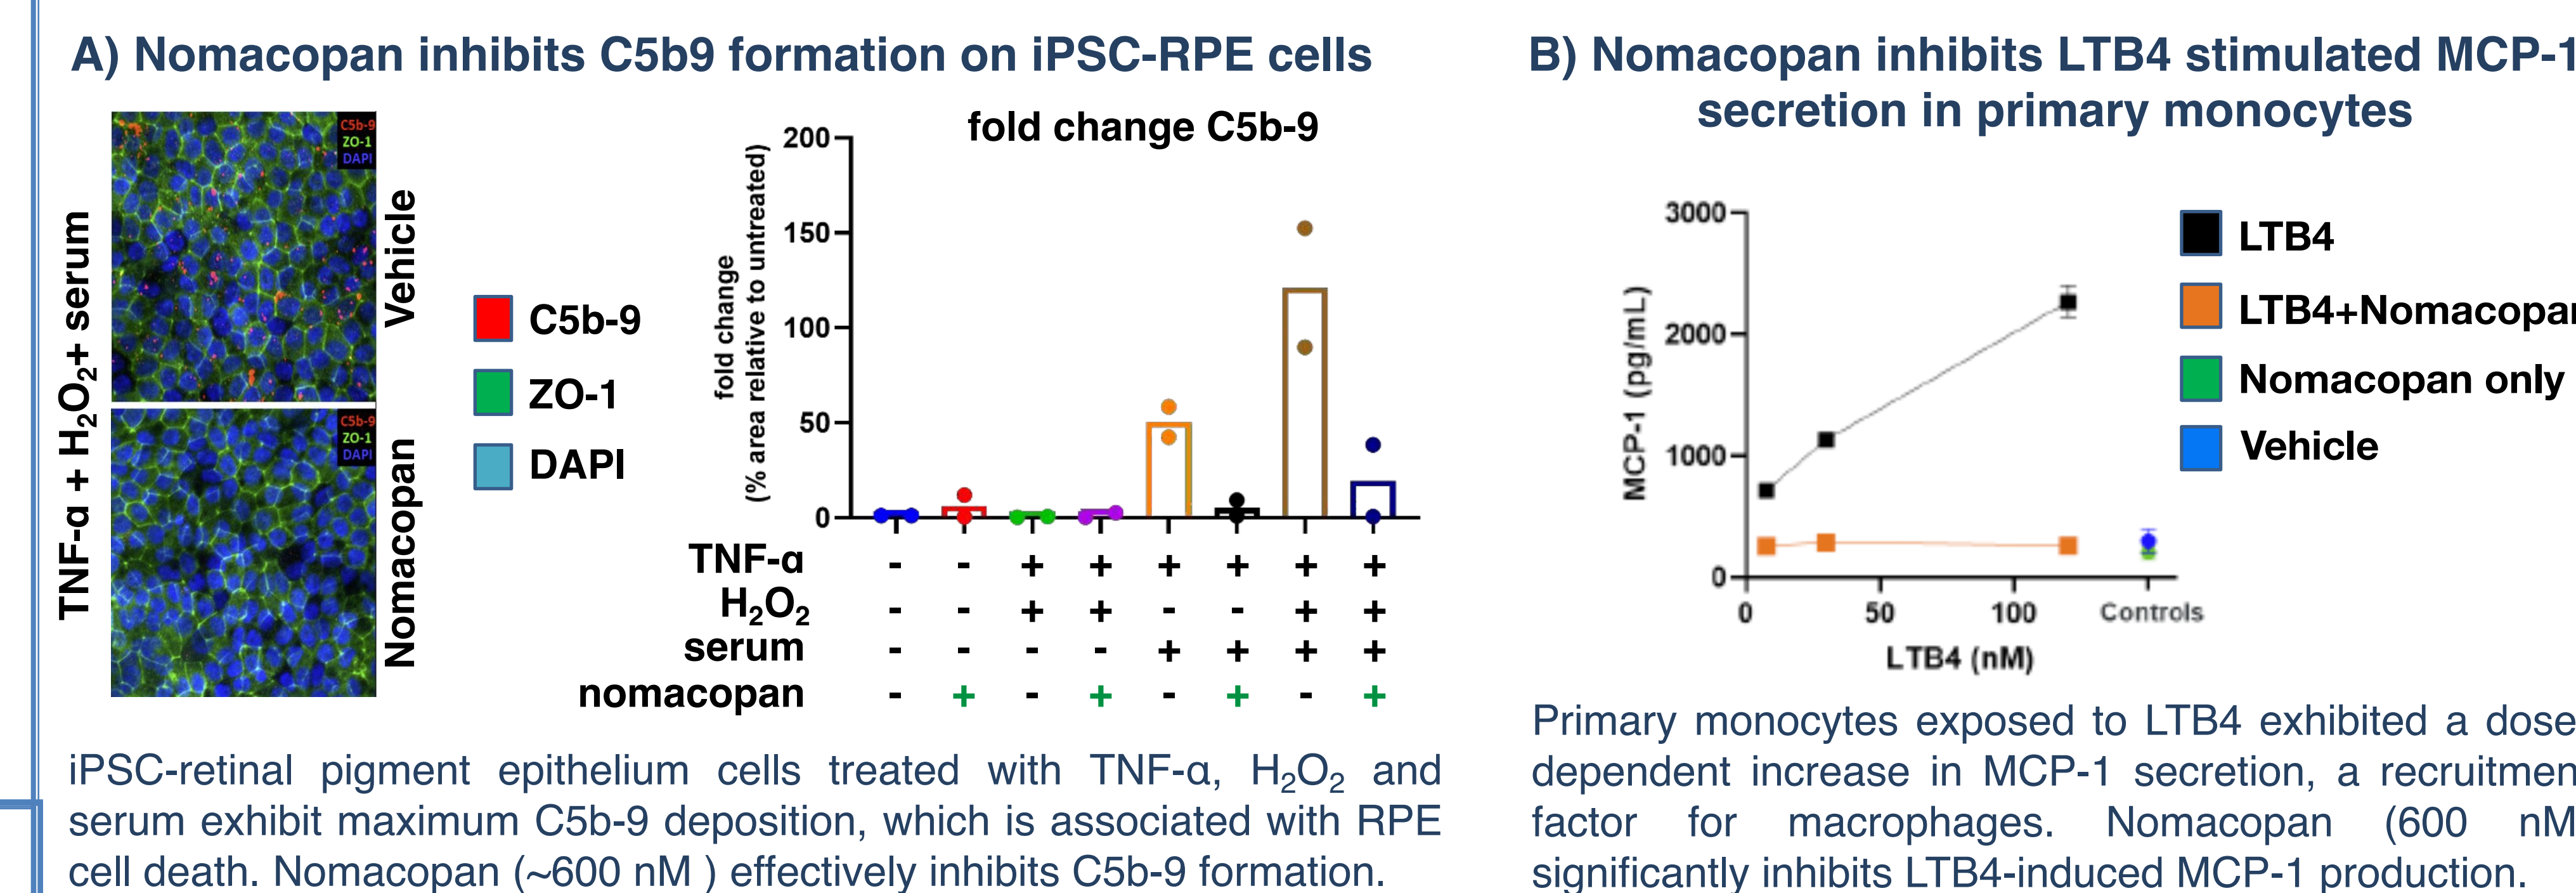 A) Nomacopan inhibits C5b9 formation on iPSC-RPE cells
TNF-α + H₂O₂+ serum
C5b-9
ZO-1
DAPI
Vehicle
C5b-9
ZO-1
DAPI
Nomacopan
C5b-9
ZO-1
DAPI
fold change C5b-9
fold change
(% area relative to untreated)
200
150
100
50
0
TNF-α - - + + + + + +
H₂O₂ - - + + - - + +
serum - - - - + + + +
nomacopan - + - + - + - +
iPSC-retinal pigment epithelium cells treated with TNF-α, H₂O₂ and
serum exhibit maximum C5b-9 deposition, which is associated with RPE
cell death. Nomacopan (~600 nM ) effectively inhibits C5b-9 formation.
B) Nomacopan inhibits LTB4 stimulated MCP-1
secretion in primary monocytes
MCP-1 (pg/mL)
3000
2000
1000
0
0 50 100 Controls
LTB4 (nM)
LTB4
LTB4+Nomacopan
Nomacopan only
Vehicle
Primary monocytes exposed to LTB4 exhibited a dose
dependent increase in MCP-1 secretion, a recruitmen
factor for macrophages. Nomacopan (600 nM
significantly inhibits LTB4-induced MCP-1 production.